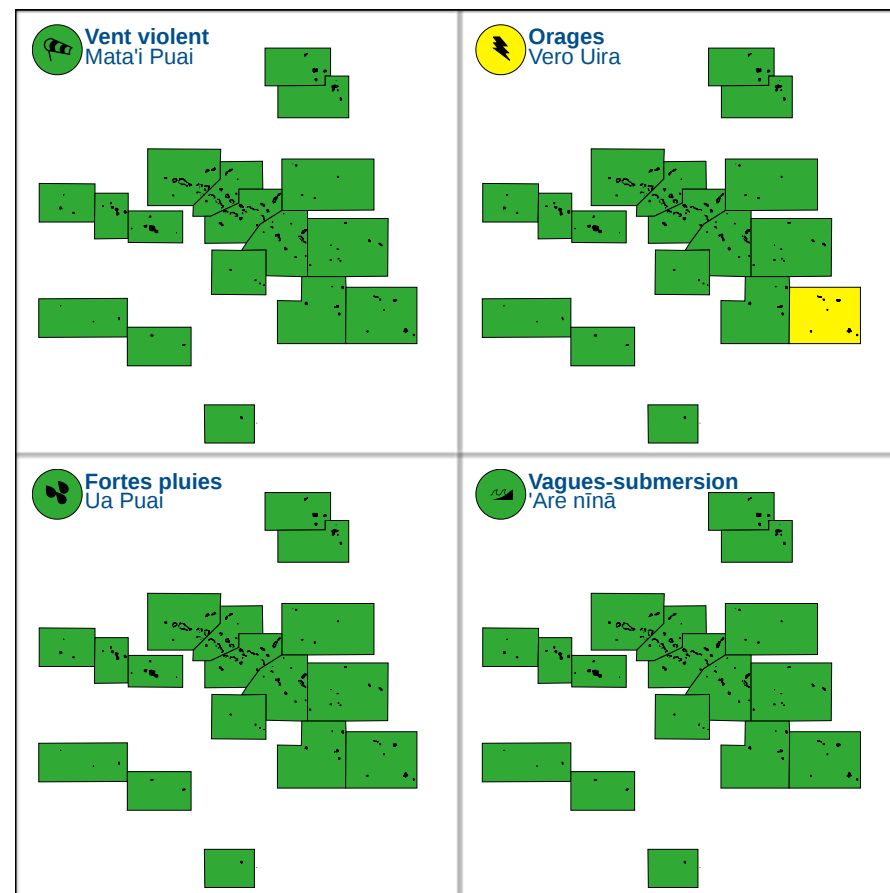 Vent violent
Mata'i Puai
Orages
Vero Uira
Fortes pluies
Ua Puai
Vagues-submersion
'Are nīnā